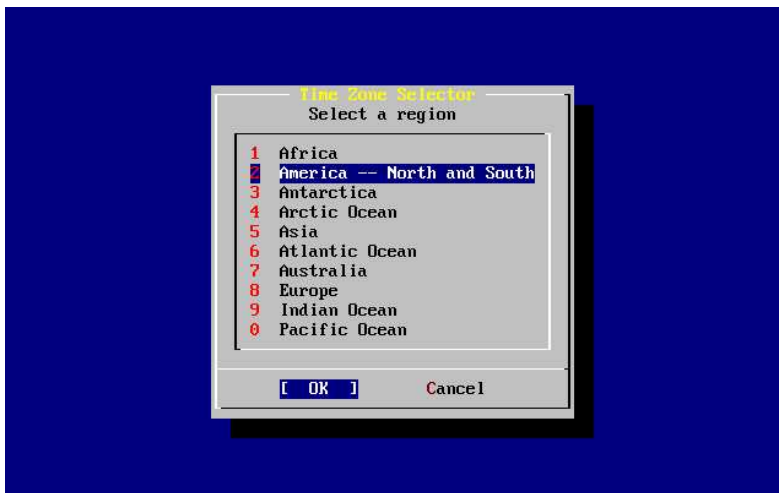 Time Zone Selector
Select a region
1 Africa
2 America -- North and South
3 Antarctica
4 Arctic Ocean
5 Asia
6 Atlantic Ocean
7 Australia
8 Europe
9 Indian Ocean
0 Pacific Ocean
[ OK ] Cancel